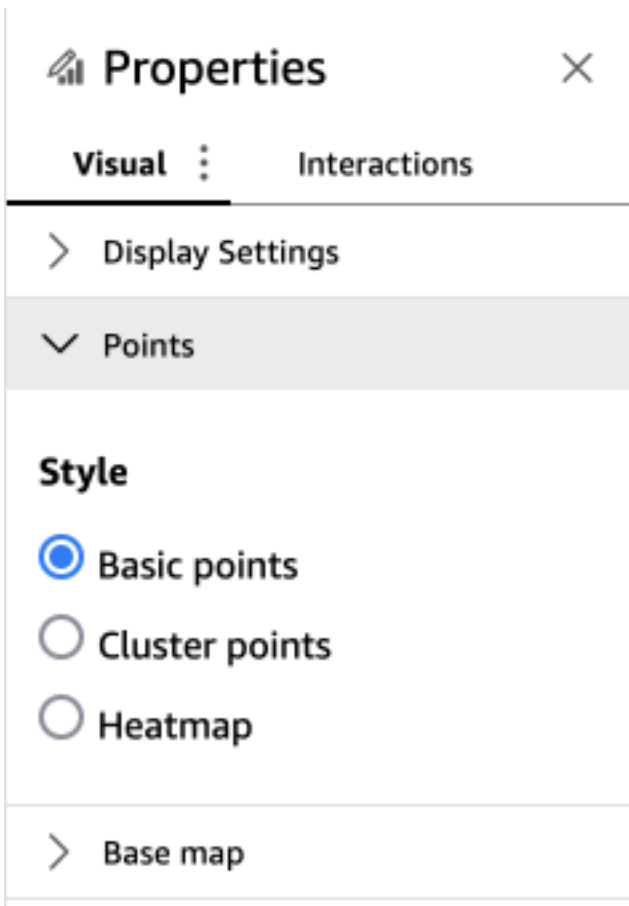 Properties
Visual
Interactions
Display Settings
Points
Style
Basic points
Cluster points
Heatmap
Base map